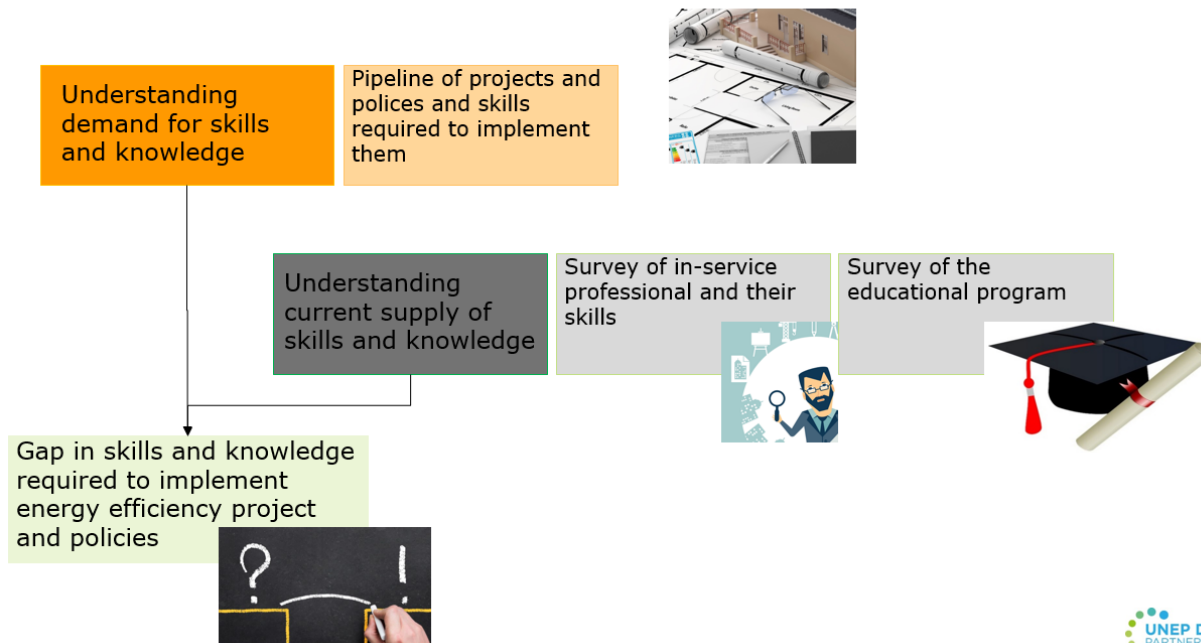 Understanding
demand for skills
and knowledge
Pipeline of projects and
polices and skills
required to implement
them
Understanding
current supply of
skills and knowledge
Survey of in-service
professional and their
skills
Survey of the
educational program
Gap in skills and knowledge
required to implement
energy efficiency project
and policies
? !
UNEP D